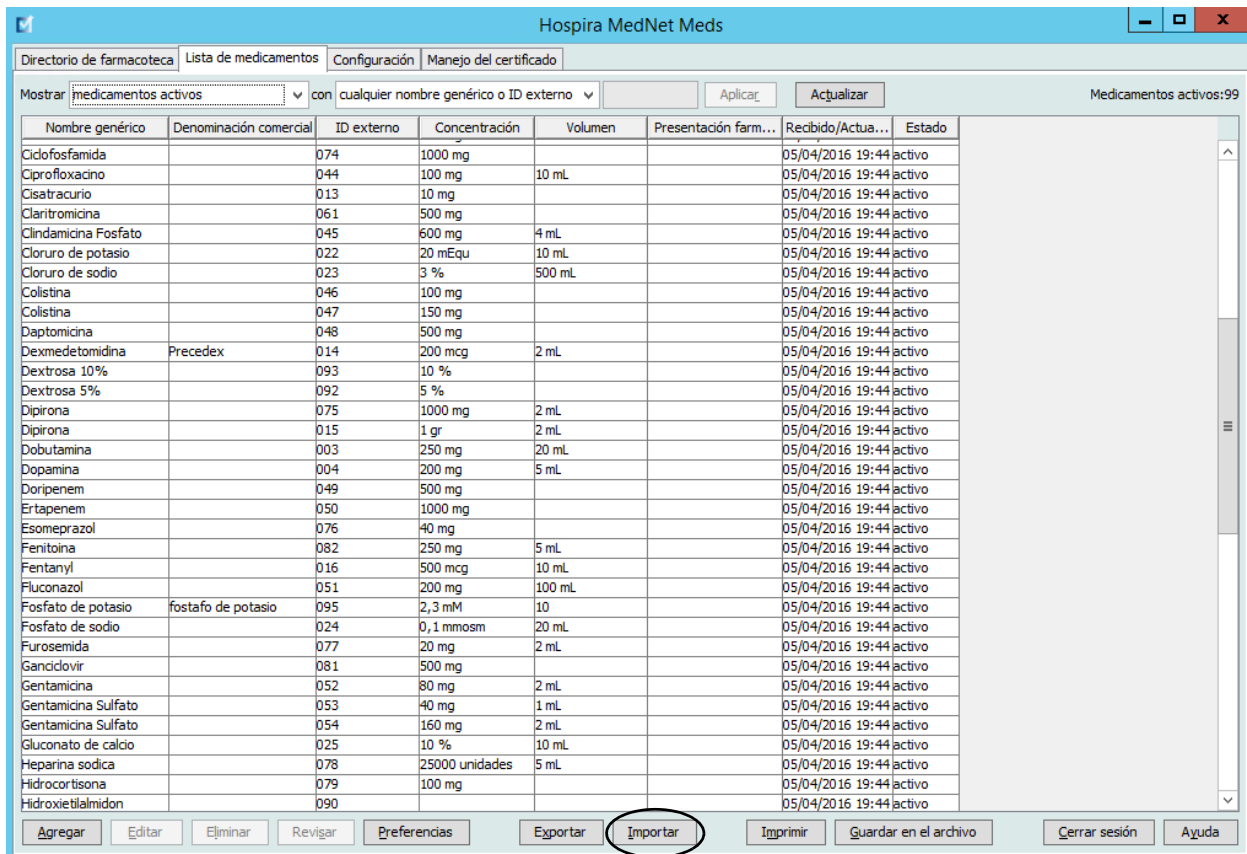 Hospira MedNet Meds
Directorio de farmacoteca Lista de medicamentos Configuración Manejo del certificado
Mostrar medicamentos activos con cualquier nombre genérico o ID externo Aplicar Actualizar Medicamentos activos:99
Nombre genérico Denominación comercial ID externo Concentración Volumen Presentación farm... Recibido/Actua... Estado
Ciclofosfamida 074 1000 mg 05/04/2016 19:44 activo
Ciprofloxacino 044 100 mg 10 mL 05/04/2016 19:44 activo
Cisatracurio 013 10 mg 05/04/2016 19:44 activo
Claritromicina 061 500 mg 05/04/2016 19:44 activo
Clindamicina Fosfato 045 600 mg 4 mL 05/04/2016 19:44 activo
Cloruro de potasio 022 20 mEqu 10 mL 05/04/2016 19:44 activo
Cloruro de sodio 023 3 % 500 mL 05/04/2016 19:44 activo
Colistina 046 100 mg 05/04/2016 19:44 activo
Colistina 047 150 mg 05/04/2016 19:44 activo
Daptomicina 048 500 mg 05/04/2016 19:44 activo
Dexmedetomidina Precedex 014 200 mcg 2 mL 05/04/2016 19:44 activo
Dextrosa 10% 093 10 % 05/04/2016 19:44 activo
Dextrosa 5% 092 5 % 05/04/2016 19:44 activo
Dipirona 075 1000 mg 2 mL 05/04/2016 19:44 activo
Dipirona 015 1 gr 2 mL 05/04/2016 19:44 activo
Dobutamina 003 250 mg 20 mL 05/04/2016 19:44 activo
Dopamina 004 200 mg 5 mL 05/04/2016 19:44 activo
Doripenem 049 500 mg 05/04/2016 19:44 activo
Ertapenem 050 1000 mg 05/04/2016 19:44 activo
Esomeprazol 076 40 mg 05/04/2016 19:44 activo
Fenitoina 082 250 mg 5 mL 05/04/2016 19:44 activo
Fentanyl 016 500 mcg 10 mL 05/04/2016 19:44 activo
Fluconazol 051 200 mg 100 mL 05/04/2016 19:44 activo
Fosfato de potasio fostafo de potasio 095 2,3 mM 10 05/04/2016 19:44 activo
Fosfato de sodio 024 0,1 mmosm 20 mL 05/04/2016 19:44 activo
Furosemida 077 20 mg 2 mL 05/04/2016 19:44 activo
Ganciclovir 081 500 mg 05/04/2016 19:44 activo
Gentamicina 052 80 mg 2 mL 05/04/2016 19:44 activo
Gentamicina Sulfato 053 40 mg 1 mL 05/04/2016 19:44 activo
Gentamicina Sulfato 054 160 mg 2 mL 05/04/2016 19:44 activo
Gluconato de calcio 025 10 % 10 mL 05/04/2016 19:44 activo
Heparina sodica 078 25000 unidades 5 mL 05/04/2016 19:44 activo
Hidrocortisona 079 100 mg 05/04/2016 19:44 activo
Hidroxietilalmidon 090 05/04/2016 19:44 activo
Agregar Editar Eliminar Revisar Preferencias Exportar Importar Imprimir Guardar en el archivo Cerrar sesión Ayuda